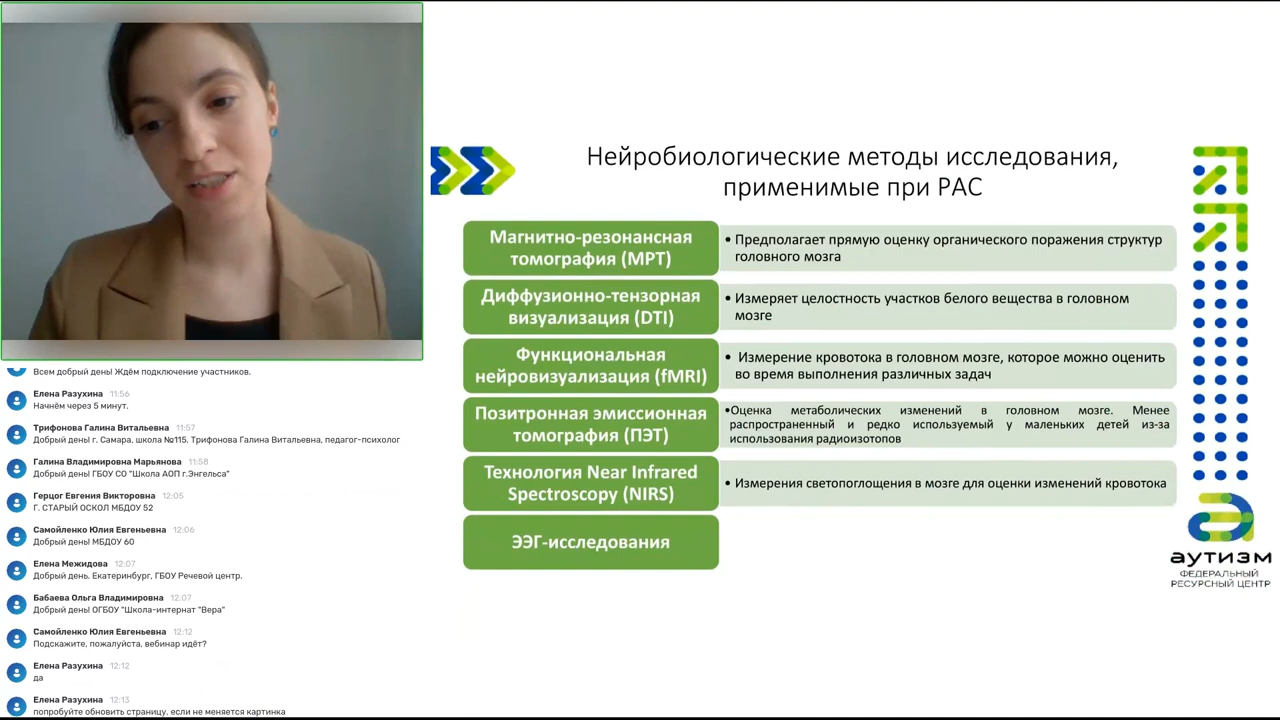 Нейробиологические методы исследования,
применимые при РАС
Магнитно-резонансная
томография (МРТ)
• Предполагает прямую оценку органического поражения структур
головного мозга
Диффузионно-тензорная
визуализация (DTI)
• Измеряет целостность участков белого вещества в головном
мозге
Функциональная
нейровизуализация (fMRI)
• Измерение кровотока в головном мозге, которое можно оценить
во время выполнения различных задач
Позитронная эмиссионная
томография (ПЭТ)
•Оценка метаболических изменений в головном мозге. Менее
распространенный и редко используемый у маленьких детей из-за
использования радиоизотопов
Технология Near Infrared
Spectroscopy (NIRS)
• Измерения светопоглощения в мозге для оценки изменений кровотока
ЭЭГ-исследования
аутизм
ФЕДЕРАЛЬНЫЙ
РЕСУРСНЫЙ ЦЕНТР
Всем добрый день! Ждём подключение участников.
Елена Разухина 11:56
Начнём через 5 минут.
Трифонова Галина Витальевна 11:57
Добрый день! г. Самара, школа №115. Трифонова Галина Витальевна, педагог-психолог
Галина Владимировна Марьянова 11:58
Добрый день! ГБОУ СО "Школа АОП г.Энгельса"
Герцог Евгения Викторовна 12:05
Г. СТАРЫЙ ОСКОЛ МБДОУ 52
Самойленко Юлия Евгеньевна 12:06
Добрый день! МБДОУ 60
Елена Межидова 12:07
Добрый день. Екатеринбург, ГБОУ Речевой центр.
Бабаева Ольга Владимировна 12:07
Добрый день! ОГБОУ "Школа-интернат "Вера"
Самойленко Юлия Евгеньевна 12:12
Подскажите, пожалуйста, вебинар идёт?
Елена Разухина 12:12
да
Елена Разухина 12:13
попробуйте обновить страницу, если не меняется картинка